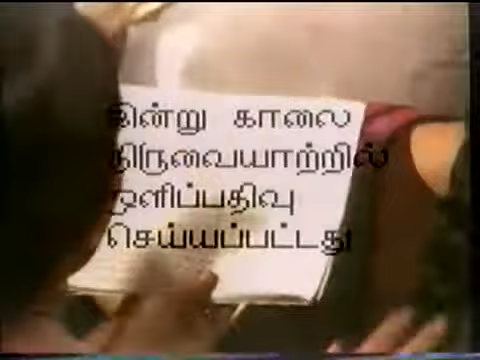 இன்று காலை
திருவையாற்றில்
ஒளிப்பதிவு
செய்யப்பட்டது